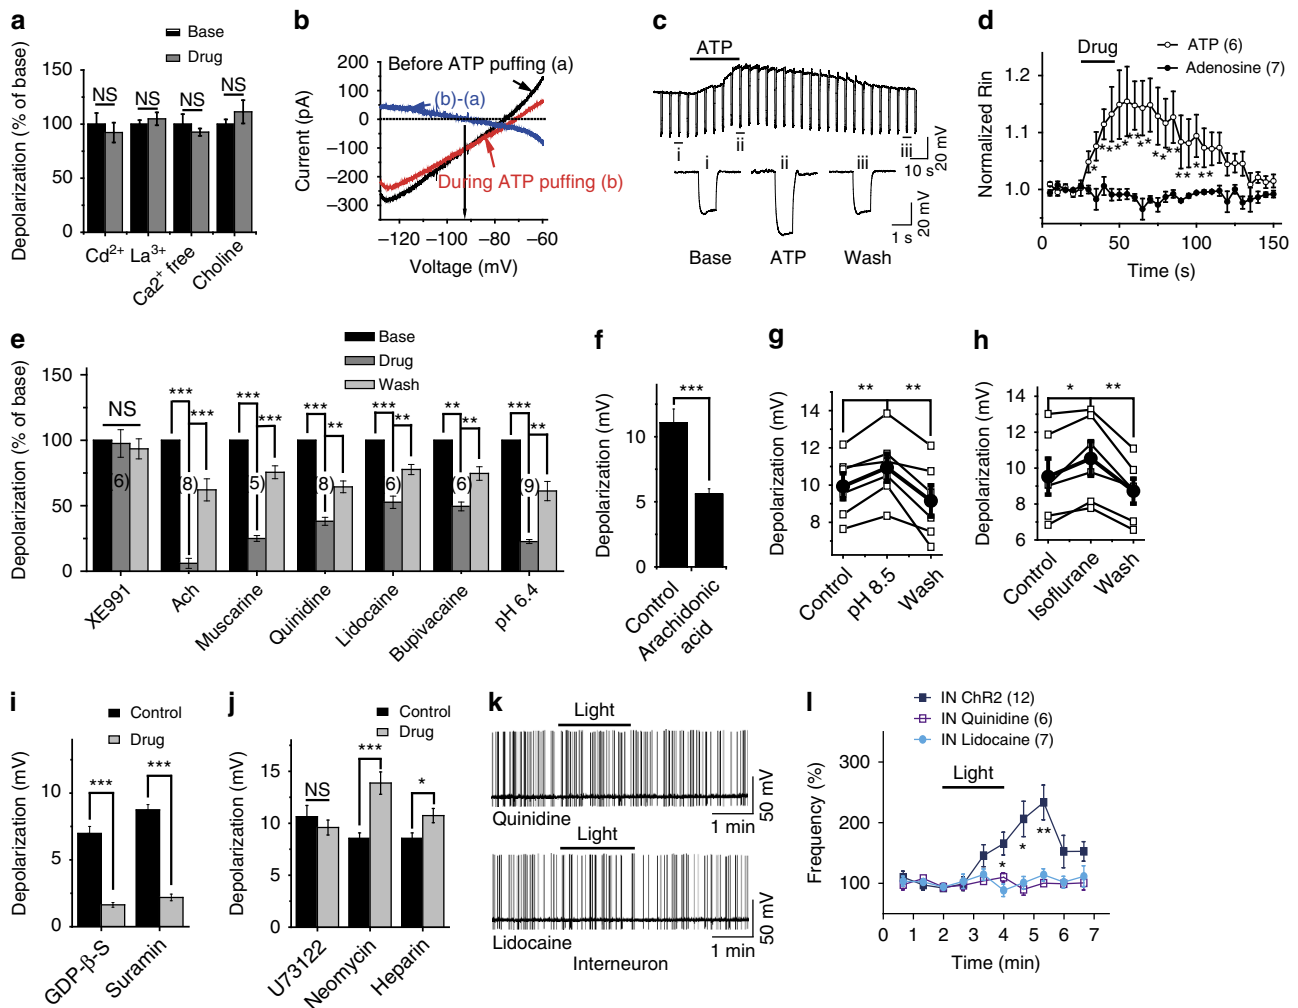 a
Base
Drug
Depolarization (% of base)
150
100
50
0
NS
NS
NS
NS
Cd2+
La3+
Ca2+ free
Choline
b
200
100
0
−100
−200
−300
Current (pA)
Before ATP puffing (a)
(b)-(a)
During ATP puffing (b)
−120
−100
−80
−60
Voltage (mV)
c
ATP
i
ii
iii
10 s
20 mV
i
ii
iii
1 s
20 mV
Base
ATP
Wash
d
Drug
ATP (6)
Adenosine (7)
Normalized Rin
1.2
1.1
1.0
** ** ** ** ** ** **
0
50
100
150
Time (s)
e
Base
Drug
Wash
Depolarization (% of base)
150
100
50
0
NS
***
***
***
***
***
**
***
**
**
**
***
**
(6)
(8)
(5)
(8)
(6)
(6)
(9)
XE991
Ach
Muscarine
Quinidine
Lidocaine
Bupivacaine
pH 6.4
f
Depolarization (mV)
10
5
0
***
Control
Arachidonic
acid
g
Depolarization (mV)
14
12
10
8
**
**
Control
pH 8.5
Wash
h
Depolarization (mV)
14
12
10
8
6
*
**
Control
Isoflurane
Wash
i
Control
Drug
Depolarization (mV)
10
5
0
***
***
GDP-β-S
Suramin
j
Control
Drug
Depolarization (mV)
15
10
5
0
NS
***
*
U73122
Neomycin
Heparin
k
Light
Quinidine
50 mV
1 min
Light
Lidocaine
50 mV
1 min
Interneuron
l
IN ChR2 (12)
IN Quinidine (6)
IN Lidocaine (7)
Frequency (%)
300
200
100
Light
*
*
**
0
1
2
3
4
5
6
7
Time (min)